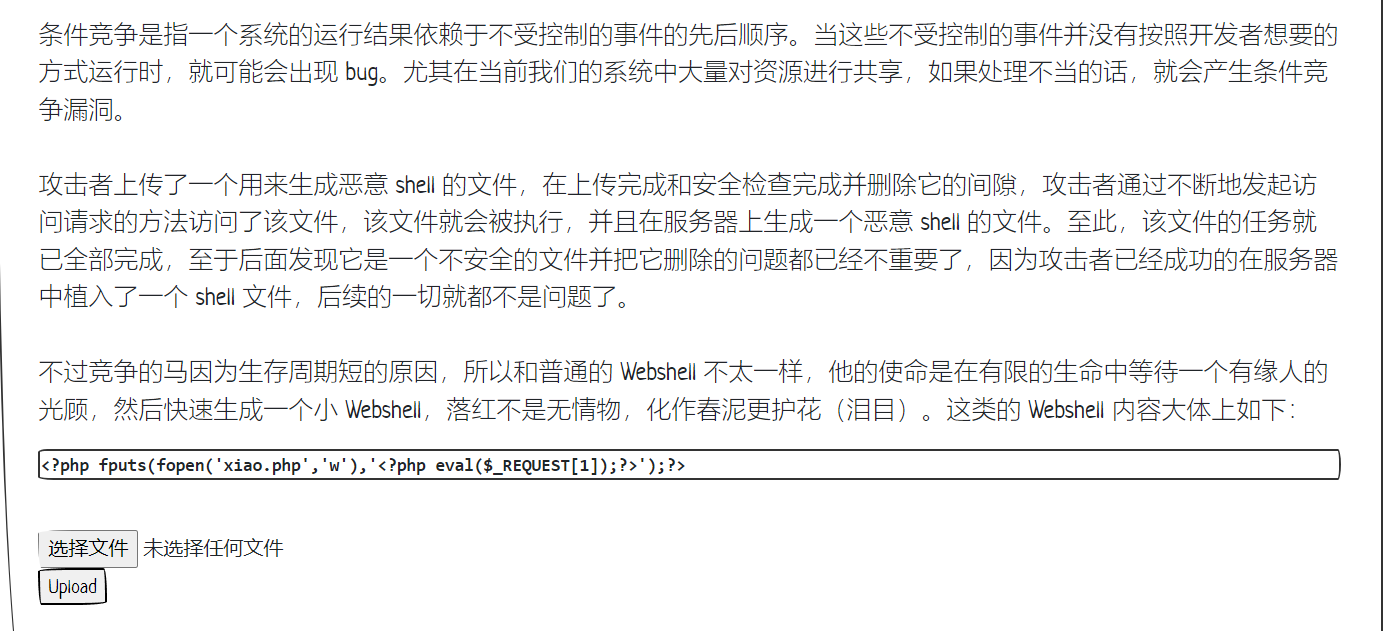 条件竞争是指一个系统的运行结果依赖于不受控制的事件的先后顺序。当这些不受控制的事件并没有按照开发者想要的
方式运行时，就可能会出现 bug。尤其在当前我们的系统中大量对资源进行共享，如果处理不当的话，就会产生条件竞
争漏洞。
攻击者上传了一个用来生成恶意 shell 的文件，在上传完成和安全检查完成并删除它的间隙，攻击者通过不断地发起访
问请求的方法访问了该文件，该文件就会被执行，并且在服务器上生成一个恶意 shell 的文件。至此，该文件的任务就
已全部完成，至于后面发现它是一个不安全的文件并把它删除的问题都已经不重要了，因为攻击者已经成功的在服务器
中植入了一个 shell 文件，后续的一切就都不是问题了。
不过竞争的马因为生存周期短的原因，所以和普通的 Webshell 不太一样，他的使命是在有限的生命中等待一个有缘人的
光顾，然后快速生成一个小 Webshell，落红不是无情物，化作春泥更护花（泪目）。这类的 Webshell 内容大体上如下：
<?php fputs(fopen('xiao.php','w'),'<?php eval($_REQUEST[1]);?>');?>
选择文件 未选择任何文件
Upload